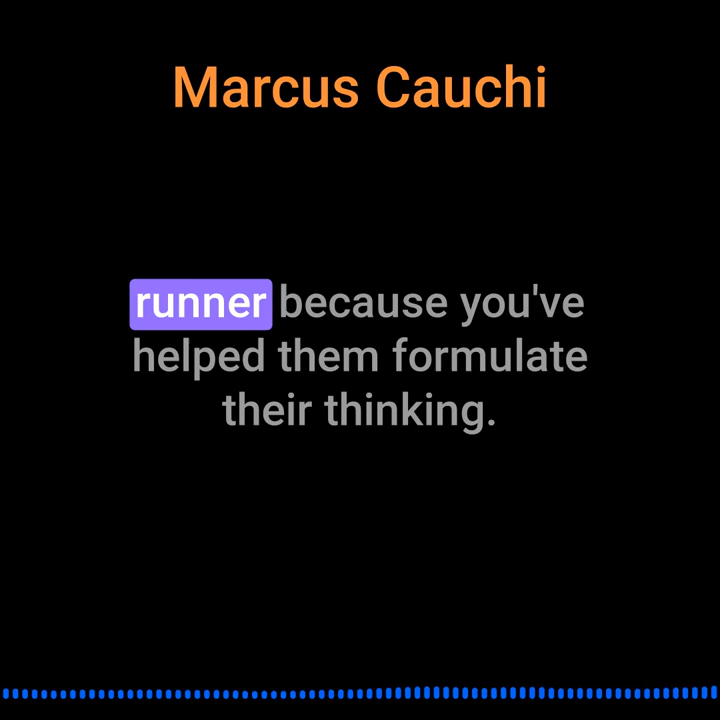 Marcus Cauchi
runner because you've
helped them formulate
their thinking.